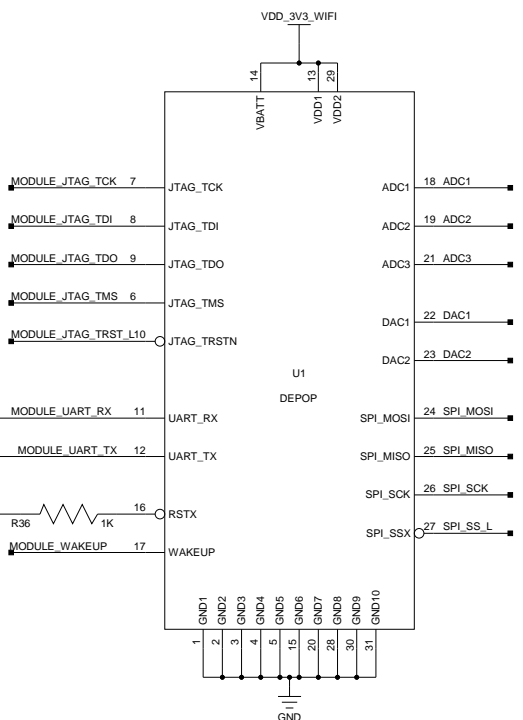 VDD_3V3_WIFI
14 13 29
VBATT VDD1 VDD2
MODULE_JTAG_TCK 7 JTAG_TCK ADC1 18 ADC1
MODULE_JTAG_TDI 8 JTAG_TDI ADC2 19 ADC2
MODULE_JTAG_TDO 9 JTAG_TDO ADC3 21 ADC3
MODULE_JTAG_TMS 6 JTAG_TMS DAC1 22 DAC1
MODULE_JTAG_TRST_L 10 JTAG_TRSTN DAC2 23 DAC2
U1
DEPOP
MODULE_UART_RX 11 UART_RX SPI_MOSI 24 SPI_MOSI
MODULE_UART_TX 12 UART_TX SPI_MISO 25 SPI_MISO
SPI_SCK 26 SPI_SCK
R36 1K 16 RSTX SPI_SSX 27 SPI_SS_L
MODULE_WAKEUP 17 WAKEUP
GND1 GND2 GND3 GND4 GND5 GND6 GND7 GND8 GND9 GND10
1 2 3 4 5 15 20 28 30 31
GND